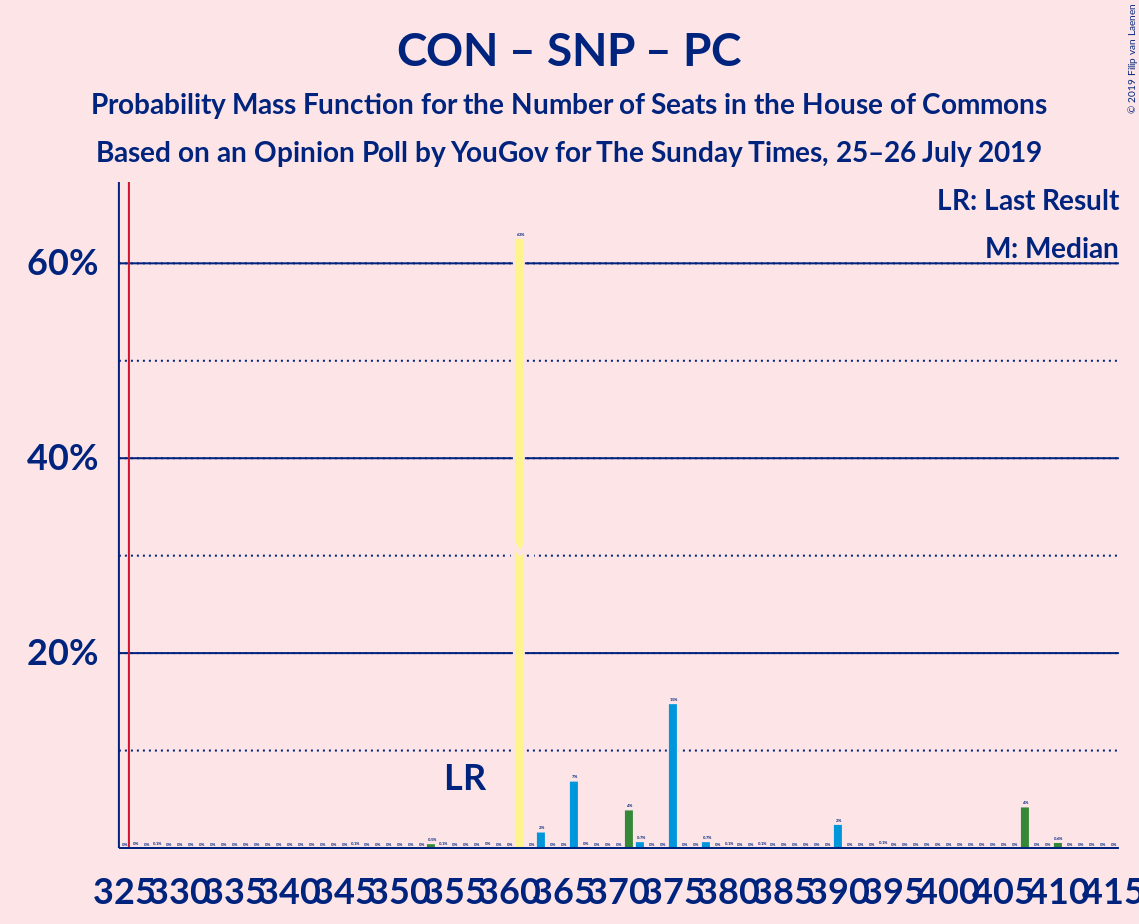 CON – SNP – PC
Probability Mass Function for the Number of Seats in the House of Commons
Based on an Opinion Poll by YouGov for The Sunday Times, 25–26 July 2019
© 2019 Filip van Laenen
LR: Last Result
M: Median
60%
40%
20%
LR
325 330 335 340 345 350 355 360 365 370 375 380 385 390 395 400 405 410 415